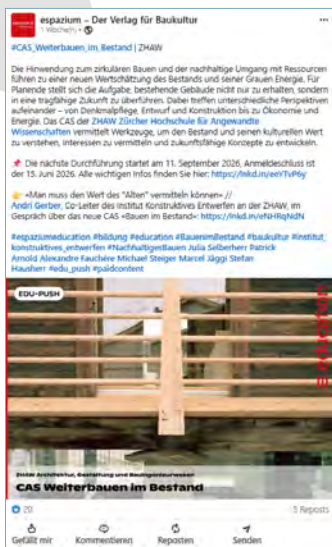 espazium – Der Verlag für Baukultur
1 Woche(n) •
#CAS_Weiterbauen_im_Bestand | ZHAW
Die Hinwendung zum zirkulären Bauen und der nachhaltige Umgang mit Ressourcen
führen zu einer neuen Wertschätzung des Bestands und seiner Grauen Energie. Für
Planende stellt sich die Aufgabe, bestehende Gebäude nicht nur zu erhalten, sondern
in eine tragfähige Zukunft zu überführen. Dabei treffen unterschiedliche Perspektiven
aufeinander – von Denkmalpflege, Entwurf und Konstruktion bis zu Ökonomie und
Energie. Das CAS der ZHAW Zürcher Hochschule für Angewandte
Wissenschaften vermittelt Werkzeuge, um den Bestand und seinen kulturellen Wert
zu verstehen, Interessen zu vermitteln und zukunftsfähige Konzepte zu entwickeln.
Die nächste Durchführung startet am 11. September 2026, Anmeldeschluss ist
der 15. Juni 2026. Alle wichtigen Infos finden Sie hier: https://lnkd.in/eeYTvP6y
«Man muss den Wert des "Alten" vermitteln können» //
Andri Gerber, Co-Leiter des Institut Konstruktives Entwerfen an der ZHAW, im
Gespräch über das neue CAS «Bauen im Bestand»: https://lnkd.in/eNHRqNdN
#espaziumeducation #bildung #education #BauenimBestand #baukultur #institut_
konstruktives_entwerfen #NachhaltigesBauen Julia Selberherr Patrick
Arnold Alexandre Fauchère Michael Steiger Marcel Jäggi Stefan
Hausherr #edu_push #paidcontent
EDU-PUSH
ZHAW Architektur, Gestaltung und Bauingenieurwesen
CAS Weiterbauen im Bestand
20
5 Reposts
Gefällt mir Kommentieren Reposten Senden